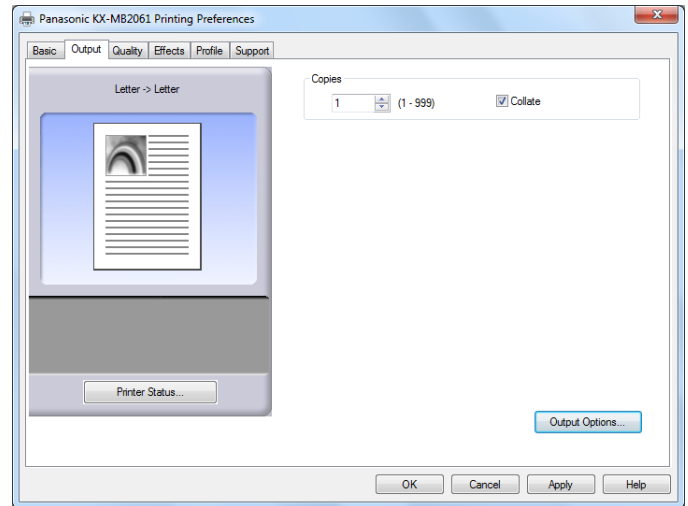 Panasonic KX-MB2061 Printing Preferences
Basic Output Quality Effects Profile Support
Letter -> Letter
Copies
1 (1 - 999) Collate
Printer Status...
Output Options...
OK Cancel Apply Help